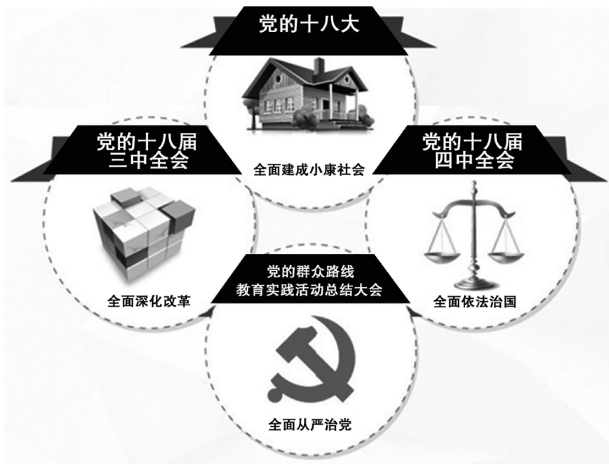 党的十八大
全面建成小康社会
党的十八届
三中全会
全面深化改革
党的十八届
四中全会
全面依法治国
党的群众路线
教育实践活动总结大会
全面从严治党